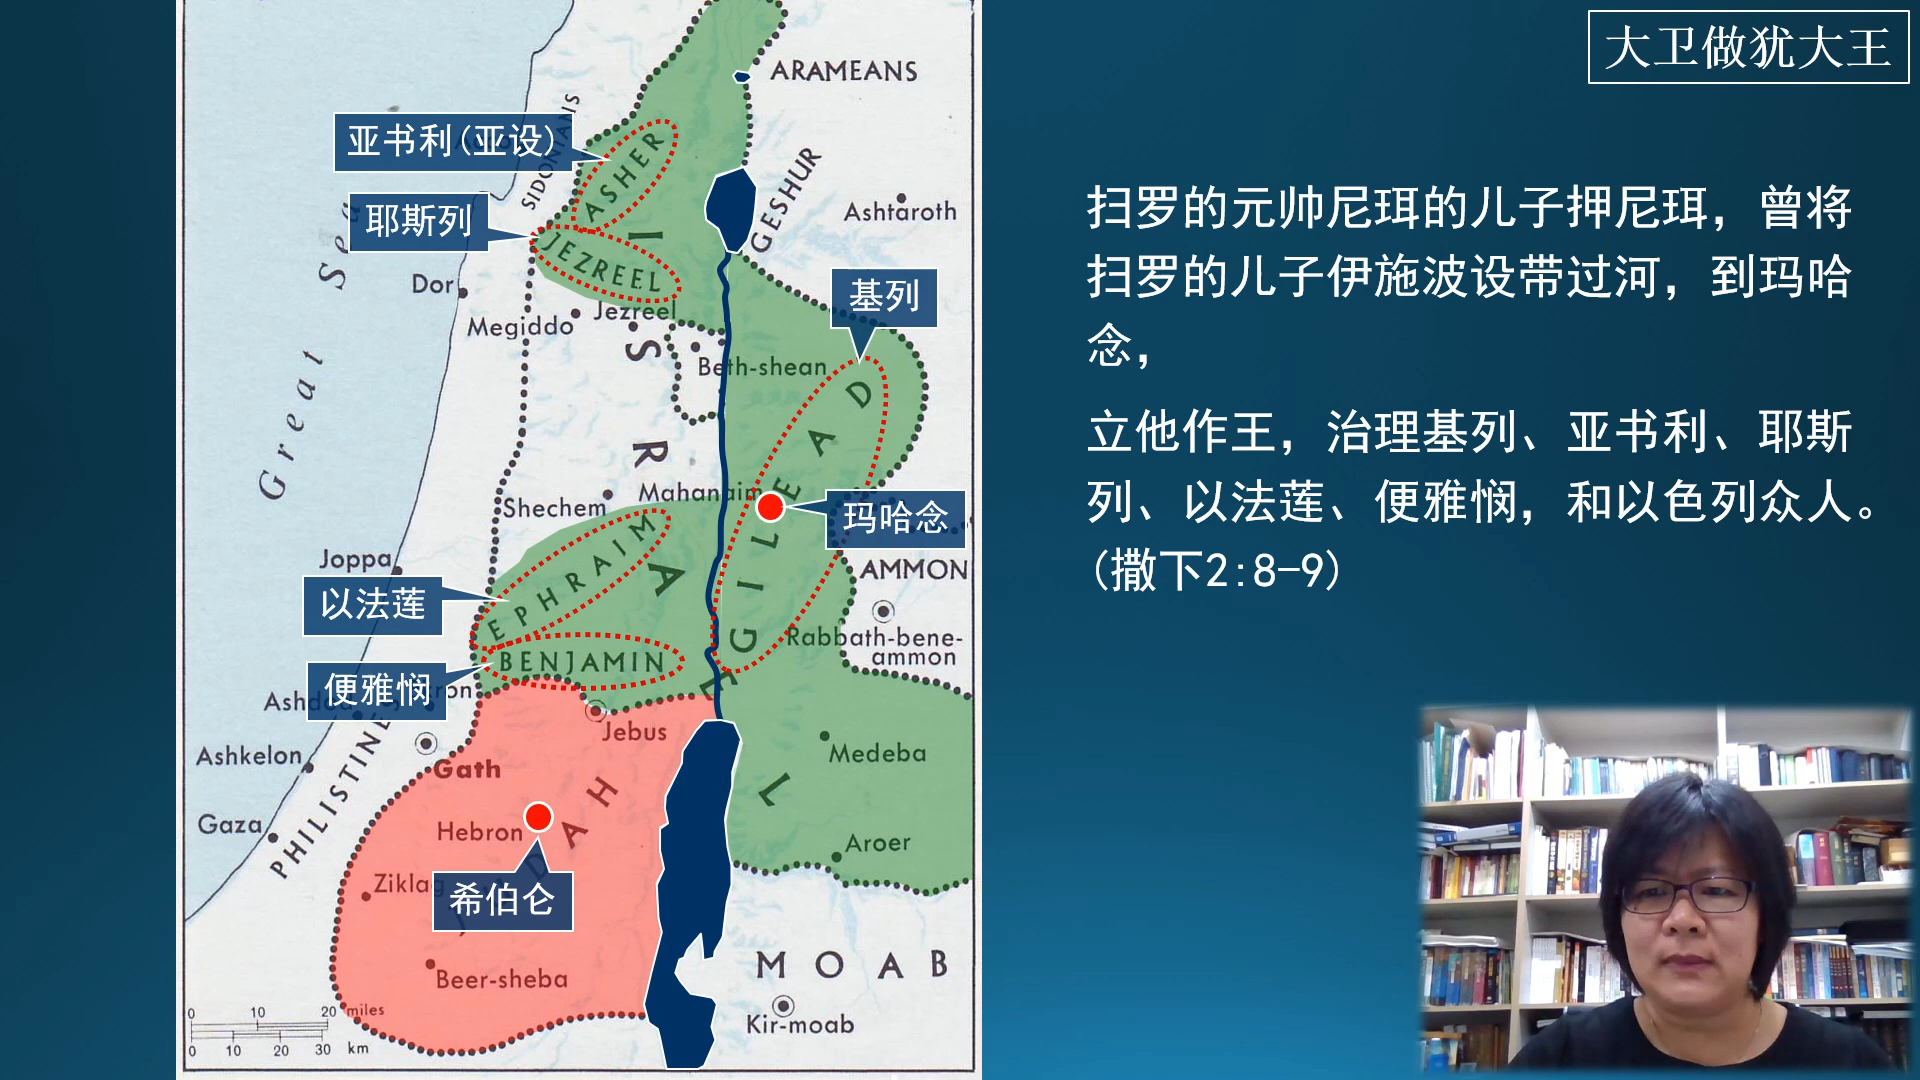 大卫做犹大王
扫罗的元帅尼珥的儿子押尼珥，曾将
扫罗的儿子伊施波设带过河，到玛哈
念，
立他作王，治理基列、亚书利、耶斯
列、以法莲、便雅悯，和以色列众人。
(撒下2:8-9)
ARAMEANS
SIDONIANS
亚书利(亚设)
ASHER
GESHUR
Ashtaroth
耶斯列
JEZREEL
Great Sea
Dor
基列
Megiddo
Jezreel
Beth-shean
ISRAEL
GILEAD
Shechem
Mahanaim
玛哈念
EPHRAIM
Joppa
AMMON
以法莲
BENJAMIN
Rabbath-bene-
ammon
便雅悯
Jebus
Ashkelon
Medeba
Gath
PHILISTINE
Gaza
Hebron
JUDAH
Aroer
Ziklag
希伯仑
Beer-sheba
MOAB
Kir-moab
0 10 20 miles
0 10 20 30 km